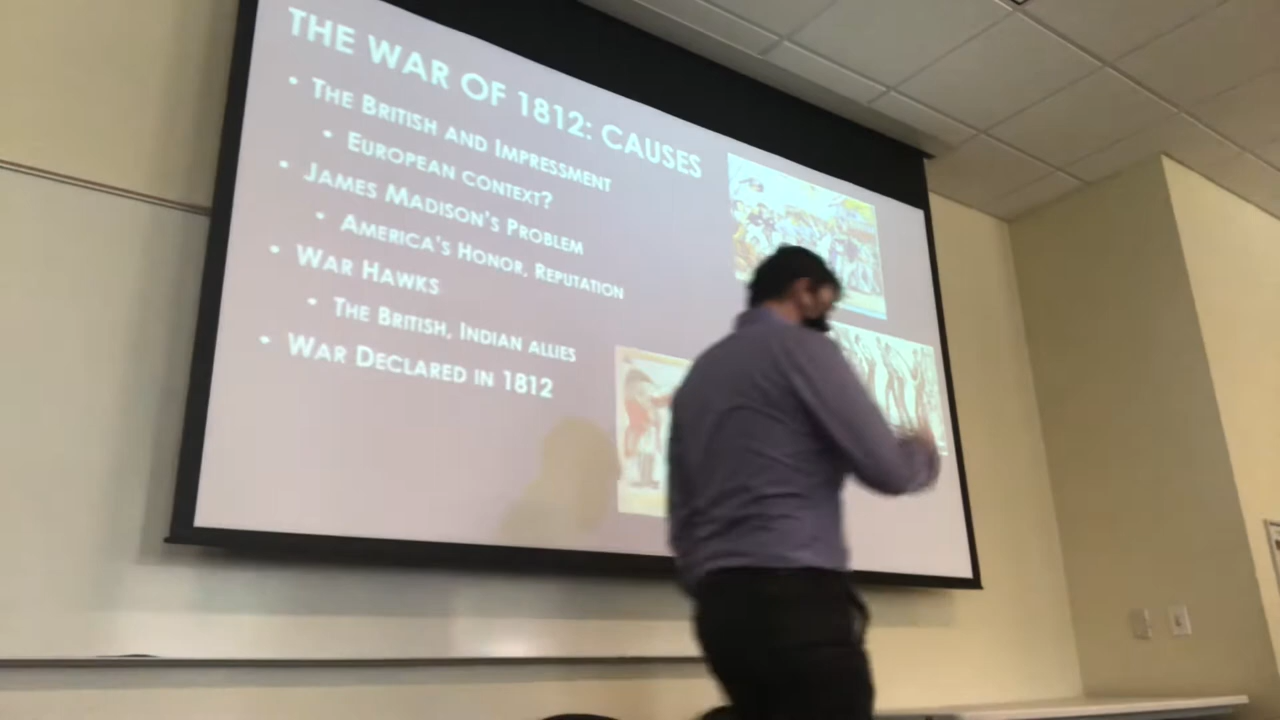 THE WAR OF 1812: CAUSES
• THE BRITISH AND IMPRESSMENT
• EUROPEAN CONTEXT?
• JAMES MADISON'S PROBLEM
• AMERICA'S HONOR, REPUTATION
• WAR HAWKS
• THE BRITISH, INDIAN ALLIES
• WAR DECLARED IN 1812